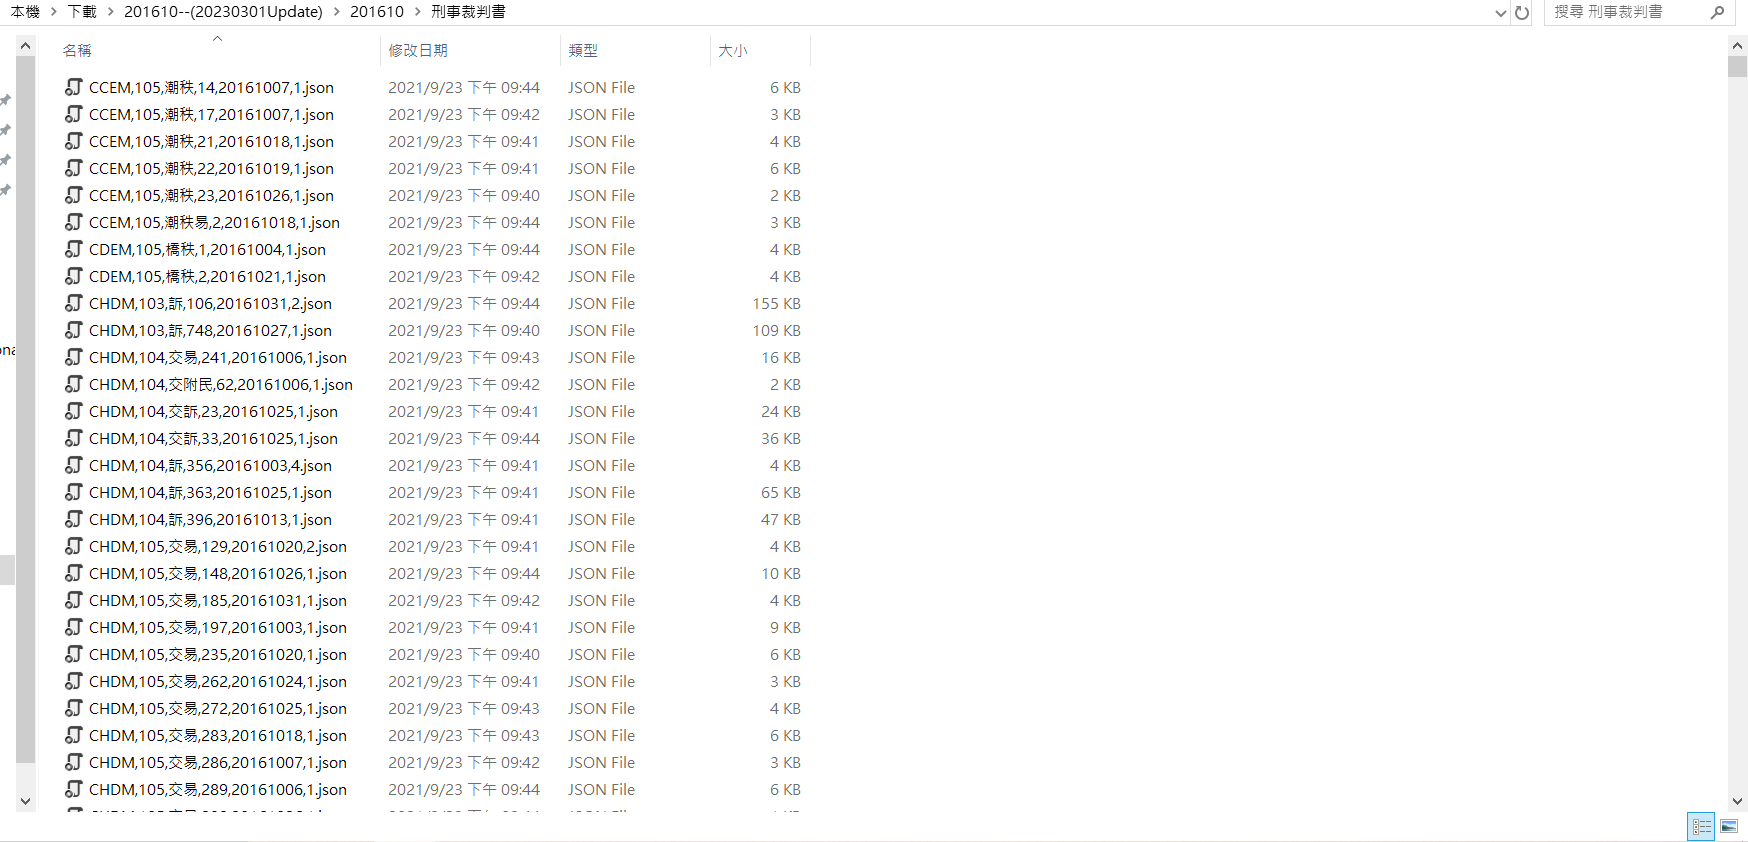 本機 > 下載 > 201610--(20230301Update) > 201610 > 刑事裁判書
搜尋 刑事裁判書
名稱 修改日期 類型 大小
CCEM,105,潮秩,14,20161007,1.json 2021/9/23 下午 09:44 JSON File 6 KB
CCEM,105,潮秩,17,20161007,1.json 2021/9/23 下午 09:42 JSON File 3 KB
CCEM,105,潮秩,21,20161018,1.json 2021/9/23 下午 09:41 JSON File 4 KB
CCEM,105,潮秩,22,20161019,1.json 2021/9/23 下午 09:41 JSON File 6 KB
CCEM,105,潮秩,23,20161026,1.json 2021/9/23 下午 09:40 JSON File 2 KB
CCEM,105,潮秩易,2,20161018,1.json 2021/9/23 下午 09:44 JSON File 3 KB
CDEM,105,橋秩,1,20161004,1.json 2021/9/23 下午 09:44 JSON File 4 KB
CDEM,105,橋秩,2,20161021,1.json 2021/9/23 下午 09:42 JSON File 4 KB
CHDM,103,訴,106,20161031,2.json 2021/9/23 下午 09:44 JSON File 155 KB
CHDM,103,訴,748,20161027,1.json 2021/9/23 下午 09:40 JSON File 109 KB
CHDM,104,交易,241,20161006,1.json 2021/9/23 下午 09:43 JSON File 16 KB
CHDM,104,交附民,62,20161006,1.json 2021/9/23 下午 09:42 JSON File 2 KB
CHDM,104,交訴,23,20161025,1.json 2021/9/23 下午 09:41 JSON File 24 KB
CHDM,104,交訴,33,20161025,1.json 2021/9/23 下午 09:44 JSON File 36 KB
CHDM,104,訴,356,20161003,4.json 2021/9/23 下午 09:41 JSON File 4 KB
CHDM,104,訴,363,20161025,1.json 2021/9/23 下午 09:41 JSON File 65 KB
CHDM,104,訴,396,20161013,1.json 2021/9/23 下午 09:41 JSON File 47 KB
CHDM,105,交易,129,20161020,2.json 2021/9/23 下午 09:41 JSON File 4 KB
CHDM,105,交易,148,20161026,1.json 2021/9/23 下午 09:44 JSON File 10 KB
CHDM,105,交易,185,20161031,1.json 2021/9/23 下午 09:42 JSON File 4 KB
CHDM,105,交易,197,20161003,1.json 2021/9/23 下午 09:41 JSON File 9 KB
CHDM,105,交易,235,20161020,1.json 2021/9/23 下午 09:40 JSON File 6 KB
CHDM,105,交易,262,20161024,1.json 2021/9/23 下午 09:41 JSON File 3 KB
CHDM,105,交易,272,20161025,1.json 2021/9/23 下午 09:43 JSON File 4 KB
CHDM,105,交易,283,20161018,1.json 2021/9/23 下午 09:43 JSON File 6 KB
CHDM,105,交易,286,20161007,1.json 2021/9/23 下午 09:42 JSON File 3 KB
CHDM,105,交易,289,20161006,1.json 2021/9/23 下午 09:44 JSON File 6 KB